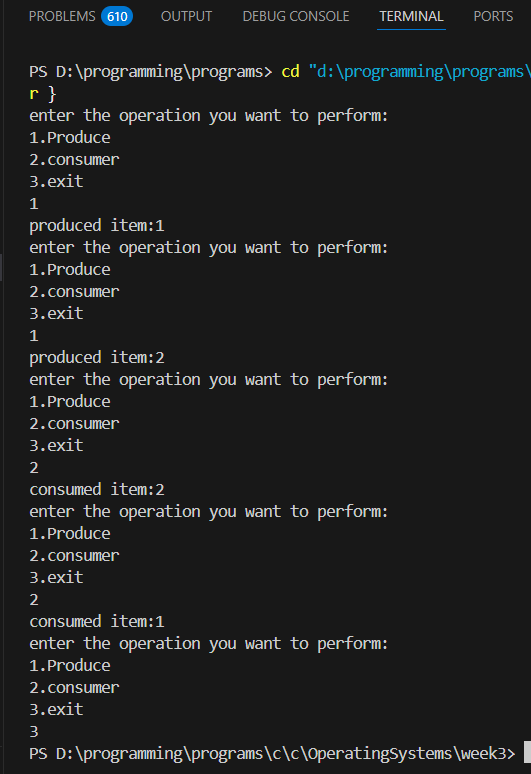 PROBLEMS 610 OUTPUT DEBUG CONSOLE TERMINAL PORTS
PS D:\programming\programs> cd "d:\programming\programs\
r }
enter the operation you want to perform:
1.Produce
2.consumer
3.exit
1
produced item:1
enter the operation you want to perform:
1.Produce
2.consumer
3.exit
1
produced item:2
enter the operation you want to perform:
1.Produce
2.consumer
3.exit
2
consumed item:2
enter the operation you want to perform:
1.Produce
2.consumer
3.exit
2
consumed item:1
enter the operation you want to perform:
1.Produce
2.consumer
3.exit
3
PS D:\programming\programs\c\c\OperatingSystems\week3>